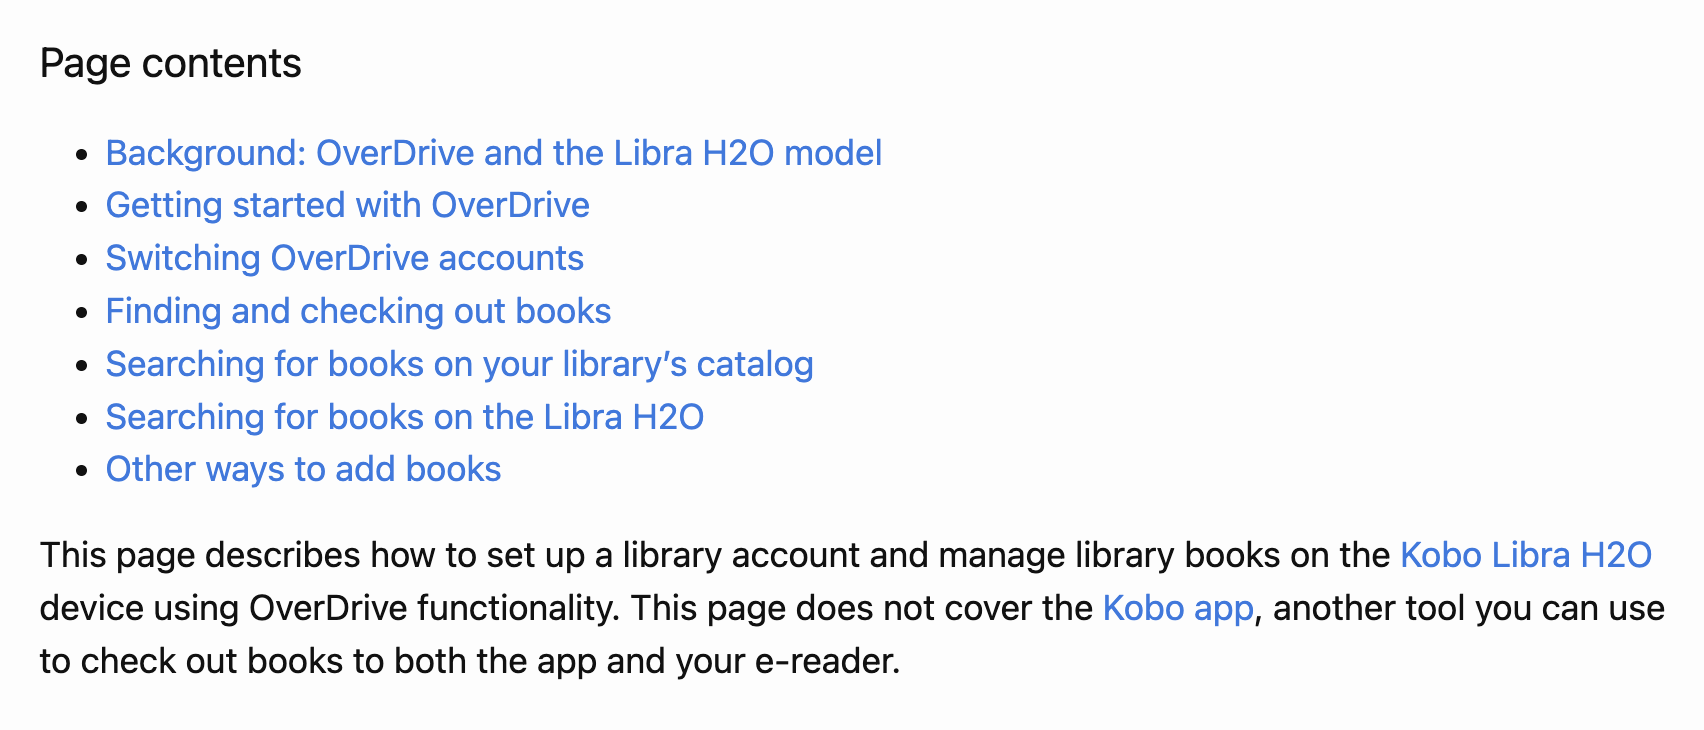 Page contents
Background: OverDrive and the Libra H2O model
Getting started with OverDrive
Switching OverDrive accounts
Finding and checking out books
Searching for books on your library’s catalog
Searching for books on the Libra H2O
Other ways to add books
This page describes how to set up a library account and manage library books on the Kobo Libra H2O
device using OverDrive functionality. This page does not cover the Kobo app, another tool you can use
to check out books to both the app and your e-reader.